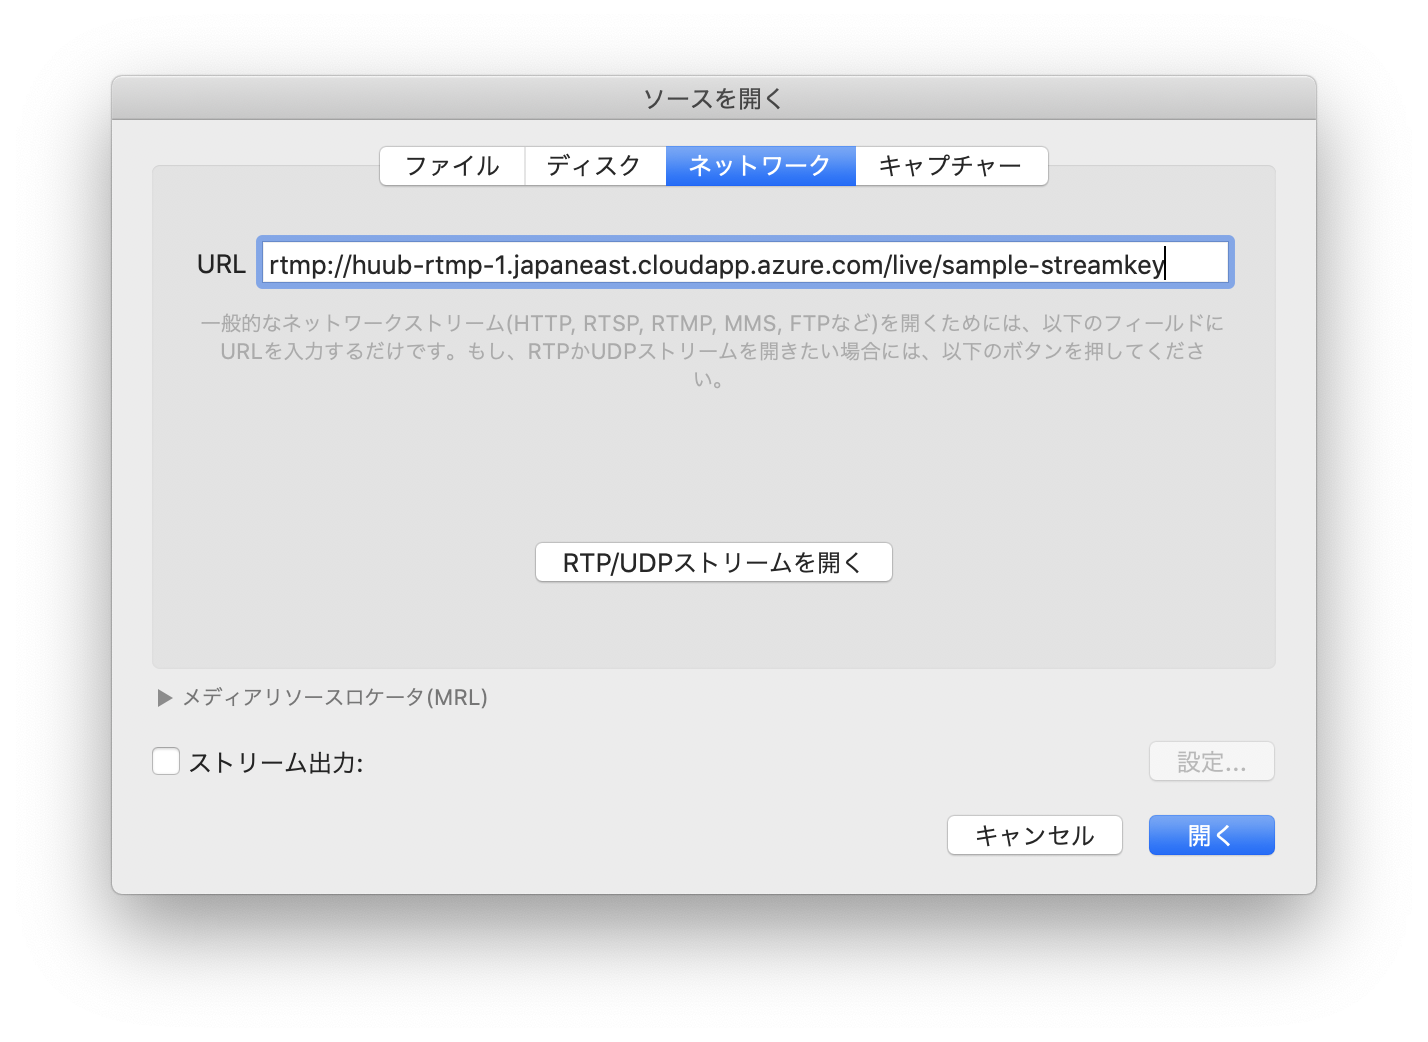 ソースを開く
ファイル ディスク ネットワーク キャプチャー
URL rtmp://huub-rtmp-1.japaneast.cloudapp.azure.com/live/sample-streamkey
一般的なネットワークストリーム(HTTP, RTSP, RTMP, MMS, FTPなど)を開くためには、以下のフィールドに
URLを入力するだけです。もし、RTPかUDPストリームを開きたい場合には、以下のボタンを押してくださ
い。
RTP/UDPストリームを開く
メディアリソースロケータ(MRL)
ストリーム出力: 設定...
キャンセル 開く